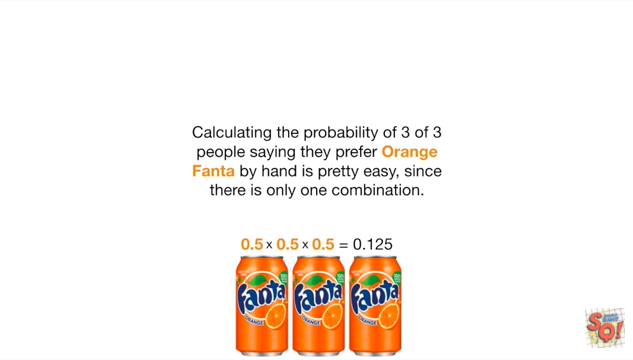 Calculating the probability of 3 of 3
people saying they prefer Orange
Fanta by hand is pretty easy, since
there is only one combination.
0.5 x 0.5 x 0.5 = 0.125
Fanta Fanta Fanta
ORANGE ORANGE ORANGE
SQ!